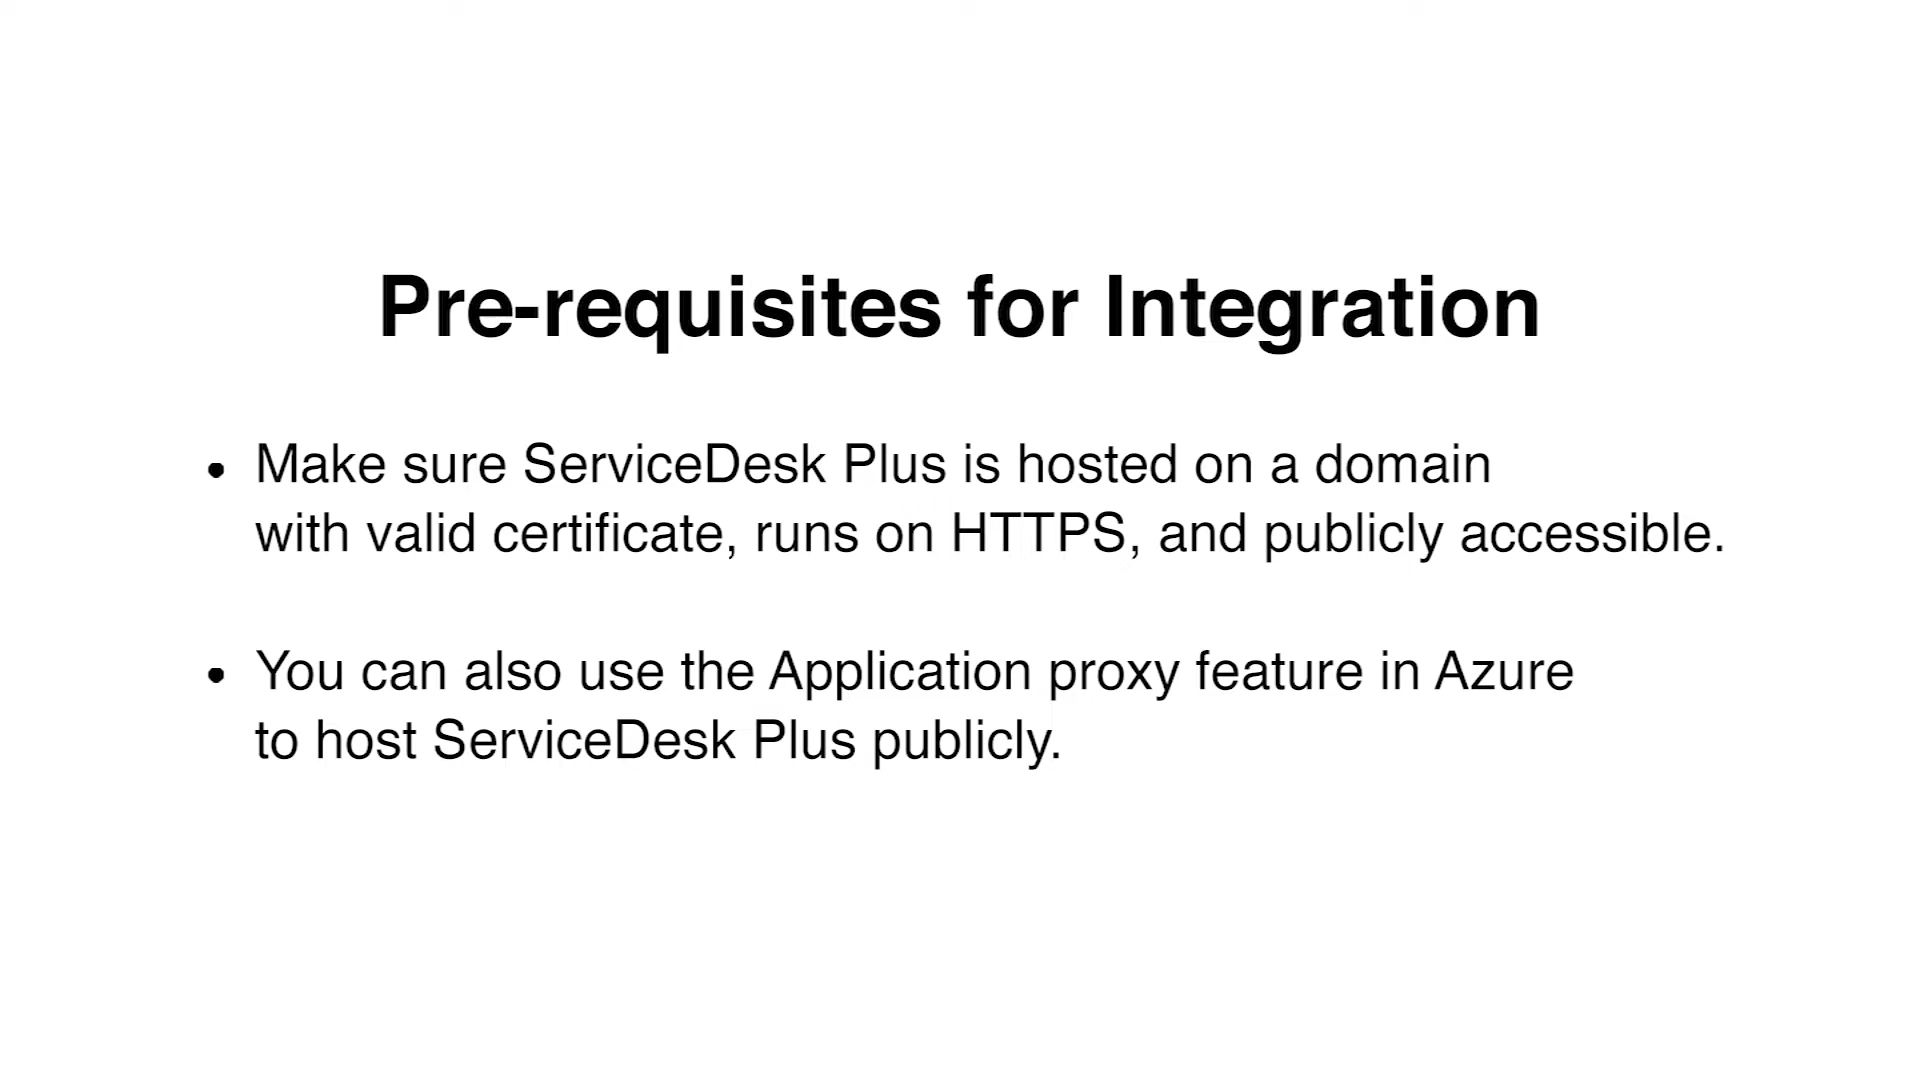 Pre-requisites for Integration
• Make sure ServiceDesk Plus is hosted on a domain
with valid certificate, runs on HTTPS, and publicly accessible.
• You can also use the Application proxy feature in Azure
to host ServiceDesk Plus publicly.